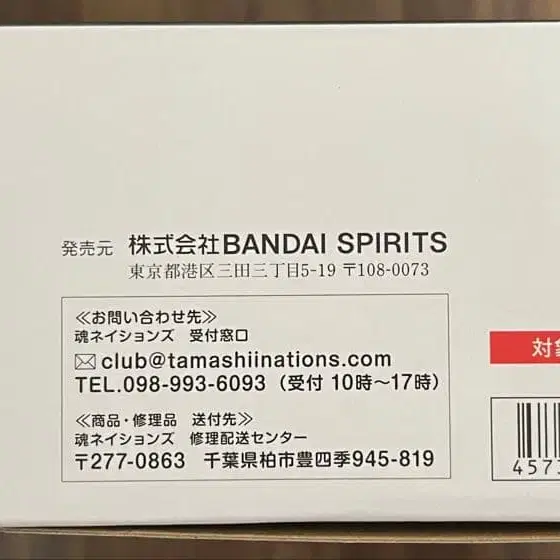 発売元 株式会社BANDAI SPIRITS
東京都港区三田三丁目5-19 〒108-0073
≪お問い合わせ先≫
魂ネイションズ 受付窓口
✉club@tamashiinations.com
TEL.098-993-6093（受付 10時～17時）
≪商品・修理品 送付先≫
魂ネイションズ 修理配送センター
〒277-0863 千葉県柏市豊四季945-819
対象
4573